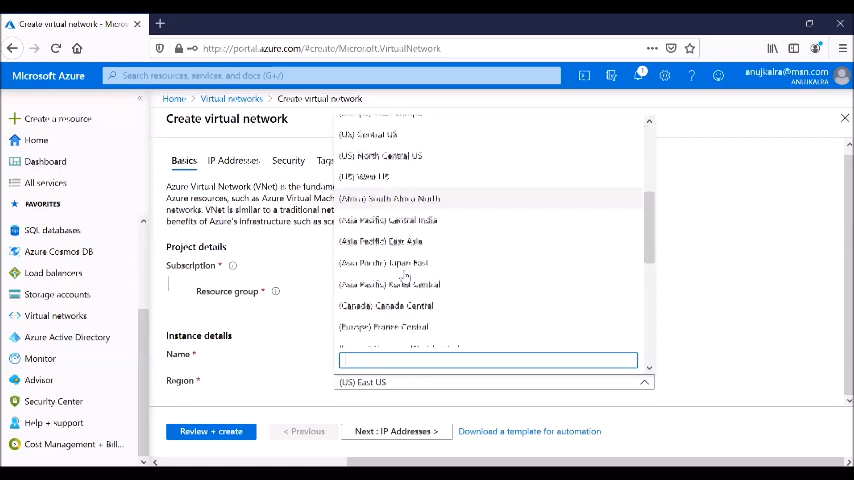 Create virtual network - Micros
http://portal.azure.com/#create/Microsoft.VirtualNetwork
Microsoft Azure
Search resources, services, and docs (G+/)
1
anujkalra@msn.com
ANUJKALRA
Create a resource
Home
Dashboard
All services
FAVORITES
SQL databases
Azure Cosmos DB
Load balancers
Storage accounts
Virtual networks
Azure Active Directory
Monitor
Advisor
Security Center
Help + support
Cost Management + Bill...
Home > Virtual networks > Create virtual network
Create virtual network
Basics IP Addresses Security Tags
Azure Virtual Network (VNet) is the fundame
Azure resources, such as Azure Virtual Mach
networks. VNet is similar to a traditional net
benefits of Azure's infrastructure such as sca
Project details
Subscription *
Resource group *
Instance details
Name *
Region *
(US) Central US
(US) North Central US
(US) West US
(Africa) South Africa North
(Asia Pacific) Central India
(Asia Pacific) East Asia
(Asia Pacific) Japan East
(Asia Pacific) Korea Central
(Canada) Canada Central
(Europe) France Central
(US) East US
Review + create
< Previous
Next : IP Addresses >
Download a template for automation